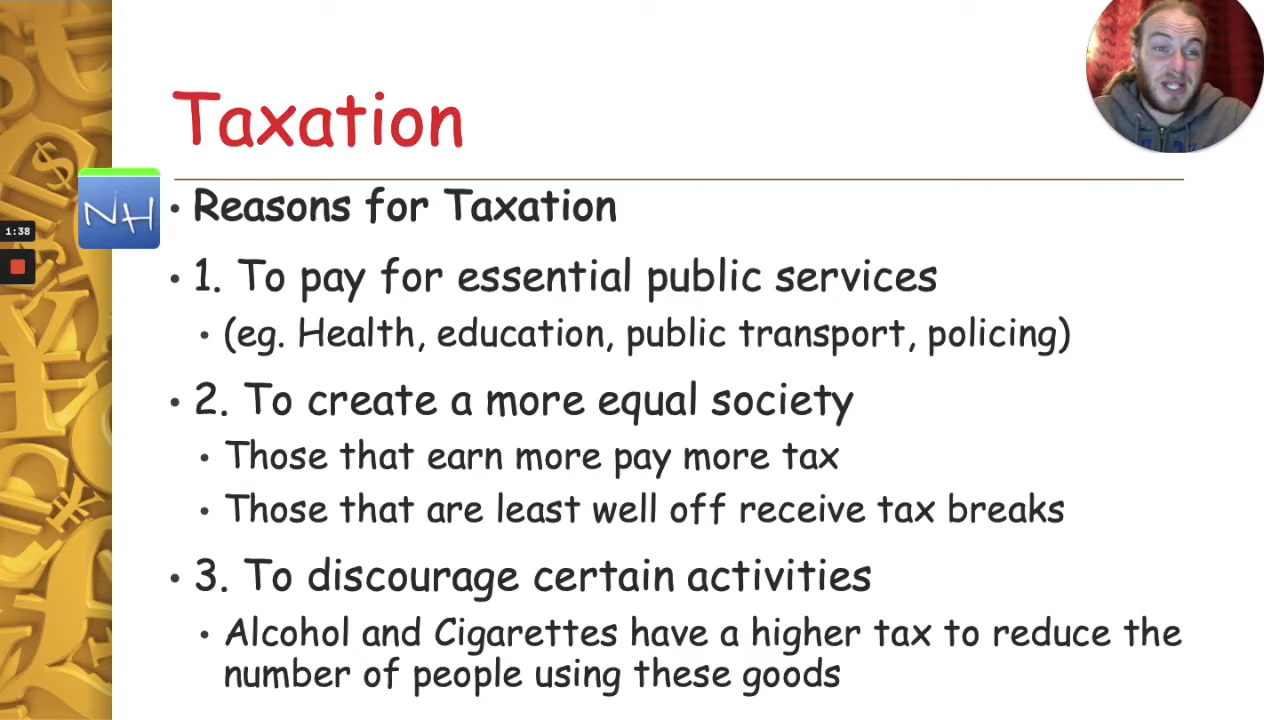 Taxation
NH
1:38
• Reasons for Taxation
• 1. To pay for essential public services
• (eg. Health, education, public transport, policing)
• 2. To create a more equal society
• Those that earn more pay more tax
• Those that are least well off receive tax breaks
• 3. To discourage certain activities
• Alcohol and Cigarettes have a higher tax to reduce the
number of people using these goods